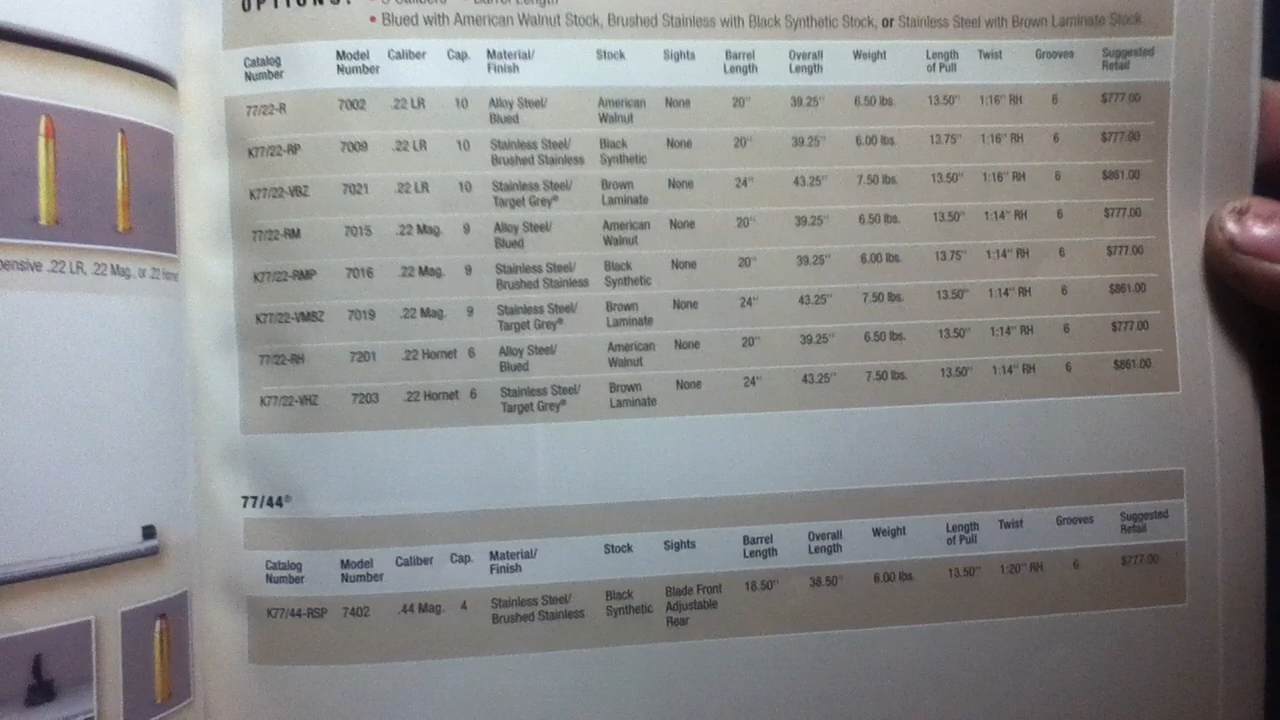 OPTIONS:
• Blued with American Walnut Stock, Brushed Stainless with Black Synthetic Stock, or Stainless Steel with Brown Laminate Stock.
Catalog Number Model Number Caliber Cap. Material/ Finish Stock Sights Barrel Length Overall Length Weight Length of Pull Twist Grooves Suggested Retail
77/22-R 7002 .22 LR 10 Alloy Steel/ Blued American Walnut None 20" 39.25" 6.50 lbs. 13.50" 1:16" RH 6 $777.00
K77/22-RP 7009 .22 LR 10 Stainless Steel/ Brushed Stainless Black Synthetic None 20" 39.25" 6.00 lbs. 13.75" 1:16" RH 6 $777.00
K77/22-VBZ 7021 .22 LR 10 Stainless Steel/ Target Grey® Brown Laminate None 24" 43.25" 7.50 lbs. 13.50" 1:16" RH 6 $861.00
77/22-RM 7015 .22 Mag. 9 Alloy Steel/ Blued American Walnut None 20" 39.25" 6.50 lbs. 13.50" 1:14" RH 6 $777.00
K77/22-RMP 7016 .22 Mag. 9 Stainless Steel/ Brushed Stainless Black Synthetic None 20" 39.25" 6.00 lbs. 13.75" 1:14" RH 6 $777.00
K77/22-VMBZ 7019 .22 Mag. 9 Stainless Steel/ Target Grey® Brown Laminate None 24" 43.25" 7.50 lbs. 13.50" 1:14" RH 6 $861.00
77/22-RH 7201 .22 Hornet 6 Alloy Steel/ Blued American Walnut None 20" 39.25" 6.50 lbs. 13.50" 1:14" RH 6 $777.00
K77/22-VHZ 7203 .22 Hornet 6 Stainless Steel/ Target Grey® Brown Laminate None 24" 43.25" 7.50 lbs. 13.50" 1:14" RH 6 $861.00
77/44®
Catalog Number Model Number Caliber Cap. Material/ Finish Stock Sights Barrel Length Overall Length Weight Length of Pull Twist Grooves Suggested Retail
K77/44-RSP 7402 .44 Mag. 4 Stainless Steel/ Brushed Stainless Black Synthetic Blade Front Adjustable Rear 18.50" 38.50" 6.00 lbs. 13.50" 1:20" RH 6 $777.00
.22 LR, .22 Mag., or .22